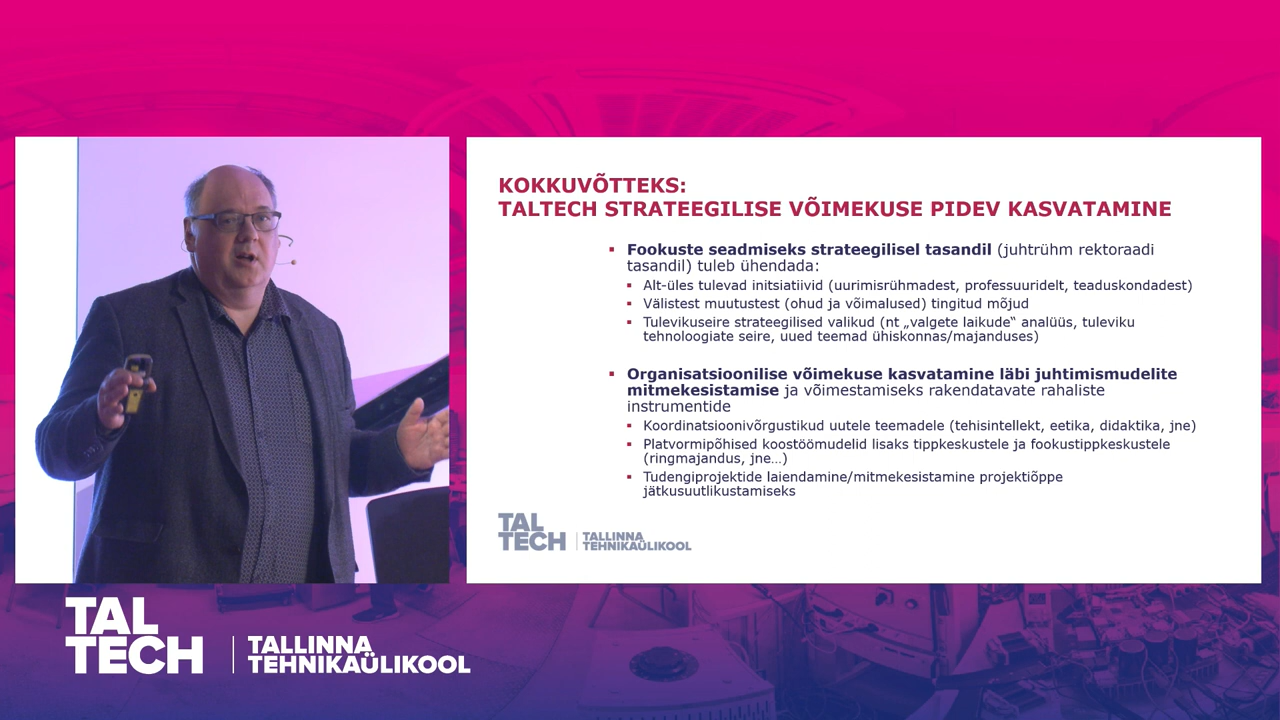 KOKKUVÕTTEKS:
TALTECH STRATEEGILISE VÕIMEKUSE PIDEV KASVATAMINE
Fookuste seadmiseks strateegilisel tasandil (juhtrühm rektoraadi
tasandil) tuleb ühendada:
Alt-üles tulevad initsiatiivid (uurimisrühmadest, professuuridelt, teaduskondadest)
Välistest muutustest (ohud ja võimalused) tingitud mõjud
Tulevikuseire strateegilised valikud (nt „valgete laikude“ analüüs, tuleviku
tehnoloogiate seire, uued teemad ühiskonnas/majanduses)
Organisatsioonilise võimekuse kasvatamine läbi juhtimismudelite
mitmekesistamise ja võimestamiseks rakendatavate rahaliste
instrumentide
Koordinatsioonivõrgustikud uutele teemadele (tehisintellekt, eetika, didaktika, jne)
Platvormipõhised koostöömudelid lisaks tippkeskustele ja fookustippkeskustele
(ringmajandus, jne…)
Tudengiprojektide laiendamine/mitmekesistamine projektiõppe
jätkusuutlikustamiseks
TAL
TECH
TALLINNA
TEHNIKAÜLIKOOL
TAL
TECH
TALLINNA
TEHNIKAÜLIKOOL